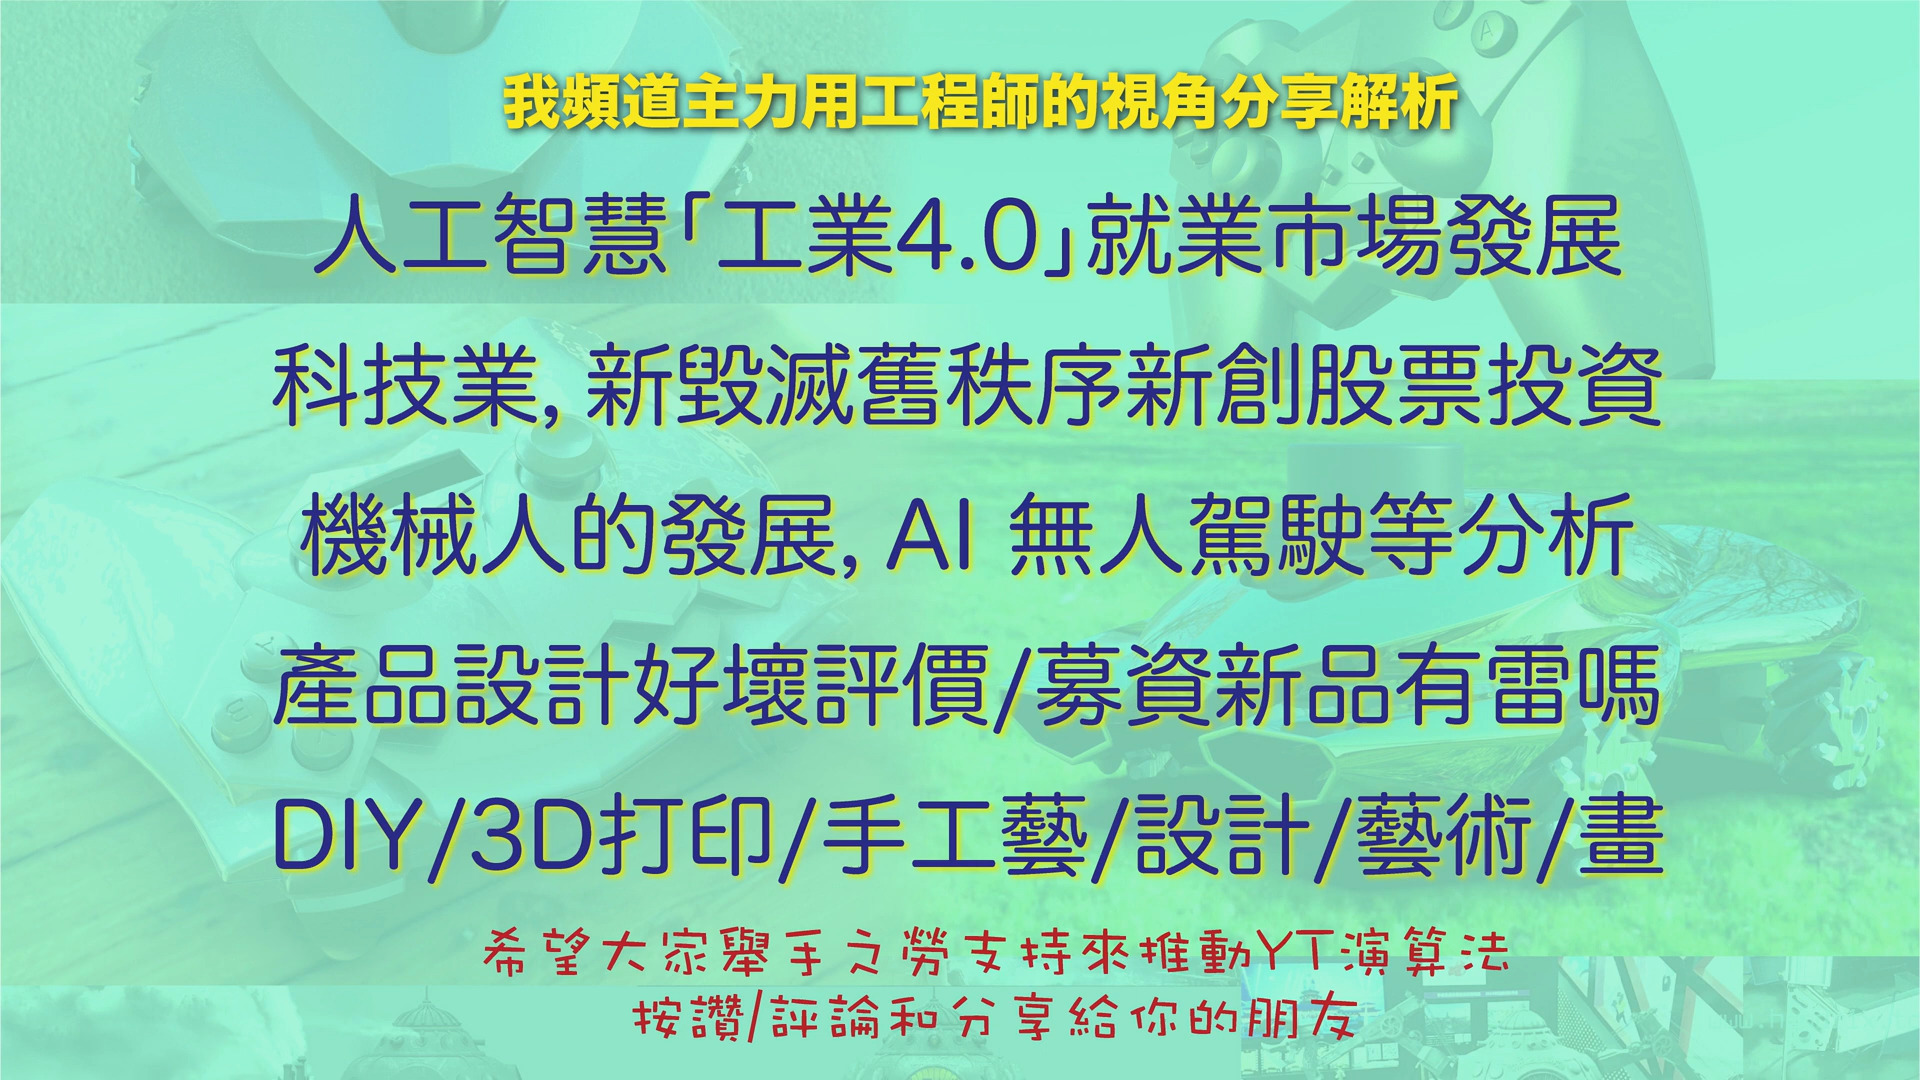 我頻道主力用工程師的視角分享解析
人工智慧「工業4.0」就業市場發展
科技業, 新毀滅舊秩序新創股票投資
機械人的發展, AI 無人駕駛等分析
產品設計好壞評價/募資新品有雷嗎
DIY/3D打印/手工藝/設計/藝術/畫
希望大家舉手之勞支持來推動YT演算法
按讚/評論和分享給你的朋友